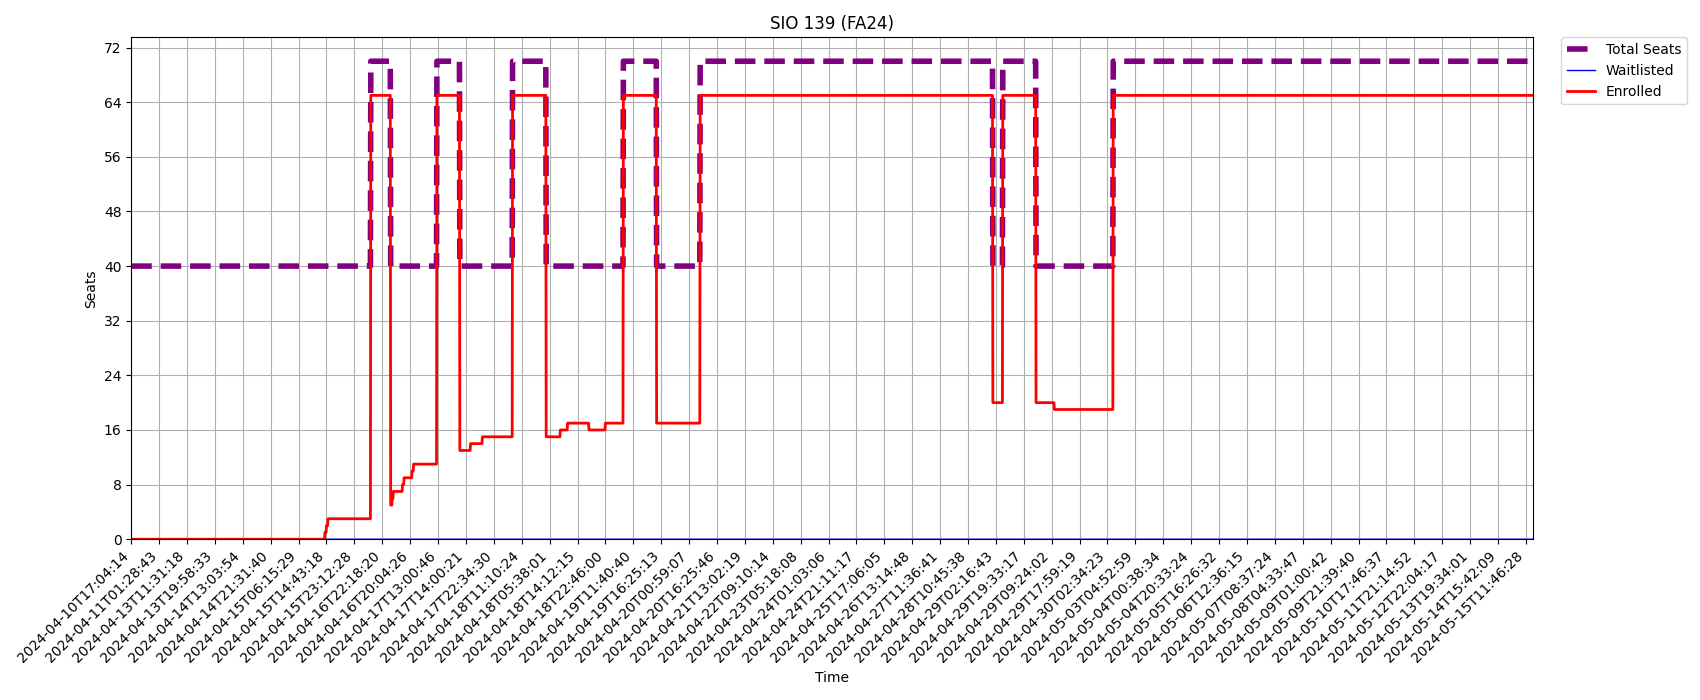 SIO 139 (FA24)
Total Seats
Waitlisted
Enrolled
72
64
56
48
40
32
24
16
8
0
Seats
2024-04-10T17:04:14
2024-04-11T01:28:43
2024-04-13T11:31:18
2024-04-13T19:58:33
2024-04-14T13:03:54
2024-04-14T21:31:40
2024-04-15T06:15:29
2024-04-15T14:43:18
2024-04-15T23:12:28
2024-04-16T22:18:20
2024-04-16T20:04:26
2024-04-17T13:00:46
2024-04-17T14:00:21
2024-04-17T22:34:30
2024-04-18T11:10:24
2024-04-18T05:38:01
2024-04-18T14:12:15
2024-04-18T22:46:00
2024-04-19T11:40:40
2024-04-19T16:25:13
2024-04-20T00:59:07
2024-04-20T16:25:46
2024-04-21T13:02:19
2024-04-22T09:10:14
2024-04-23T05:18:08
2024-04-24T01:03:06
2024-04-24T21:11:17
2024-04-25T17:06:05
2024-04-26T13:14:48
2024-04-27T11:36:41
2024-04-28T10:45:38
2024-04-29T02:16:43
2024-04-29T19:33:17
2024-04-29T09:24:02
2024-04-29T17:59:19
2024-04-30T02:34:23
2024-05-03T04:52:59
2024-05-04T00:38:34
2024-05-04T20:33:24
2024-05-05T16:26:32
2024-05-06T12:36:15
2024-05-07T08:37:24
2024-05-08T04:33:47
2024-05-09T01:00:42
2024-05-09T21:39:40
2024-05-10T17:46:37
2024-05-11T21:14:52
2024-05-12T22:04:17
2024-05-13T19:34:01
2024-05-14T15:42:09
2024-05-15T11:46:28
Time